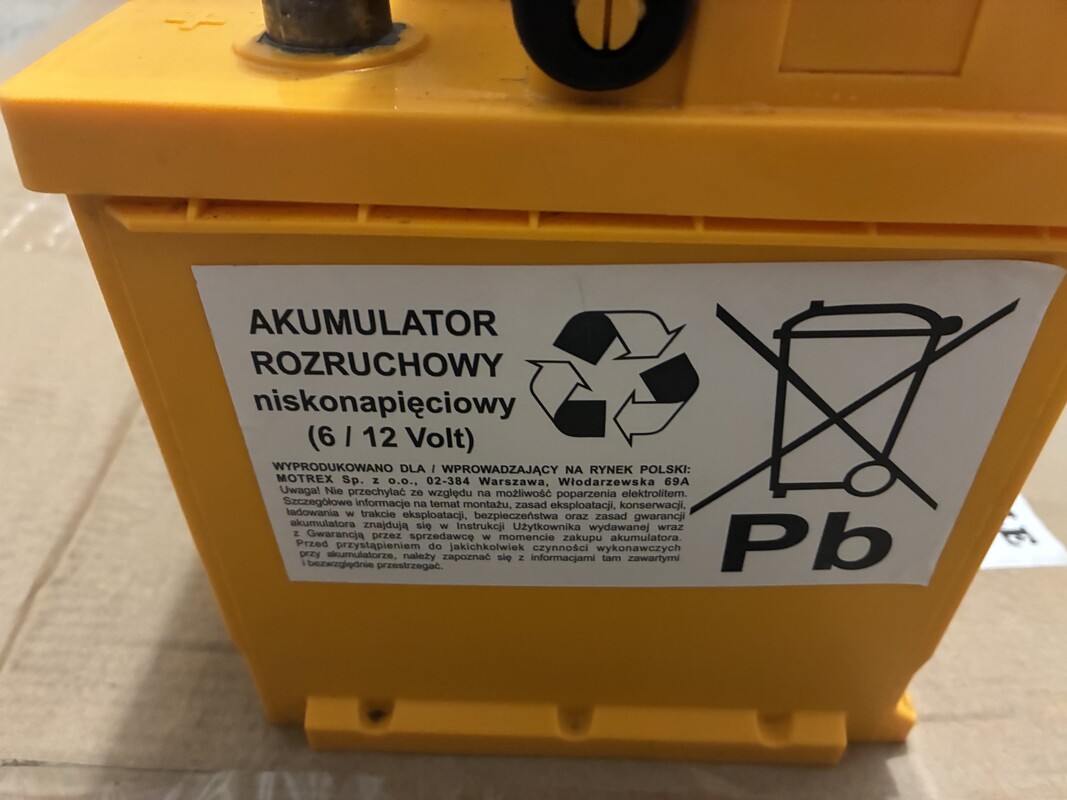 +
AKUMULATOR
ROZRUCHOWY
niskonapięciowy
(6 / 12 Volt)
WYPRODUKOWANO DLA / WPROWADZAJĄCY NA RYNEK POLSKI:
MOTREX Sp. z o.o., 02-384 Warszawa, Włodarzewska 69A
Uwaga! Nie przechylać ze względu na możliwość poparzenia elektrolitem.
Szczegółowe informacje na temat montażu, zasad eksploatacji, konserwacji,
ładowania w trakcie eksploatacji, bezpieczeństwa oraz zasad gwarancji
akumulatora znajdują się w Instrukcji Użytkownika wydawanej wraz
z Gwarancją przez sprzedawcę w momencie zakupu akumulatora.
Przed przystąpieniem do jakichkolwiek czynności wykonawczych
przy akumulatorze, należy zapoznać się z informacjami tam zawartymi
i bezwzględnie przestrzegać.
Pb